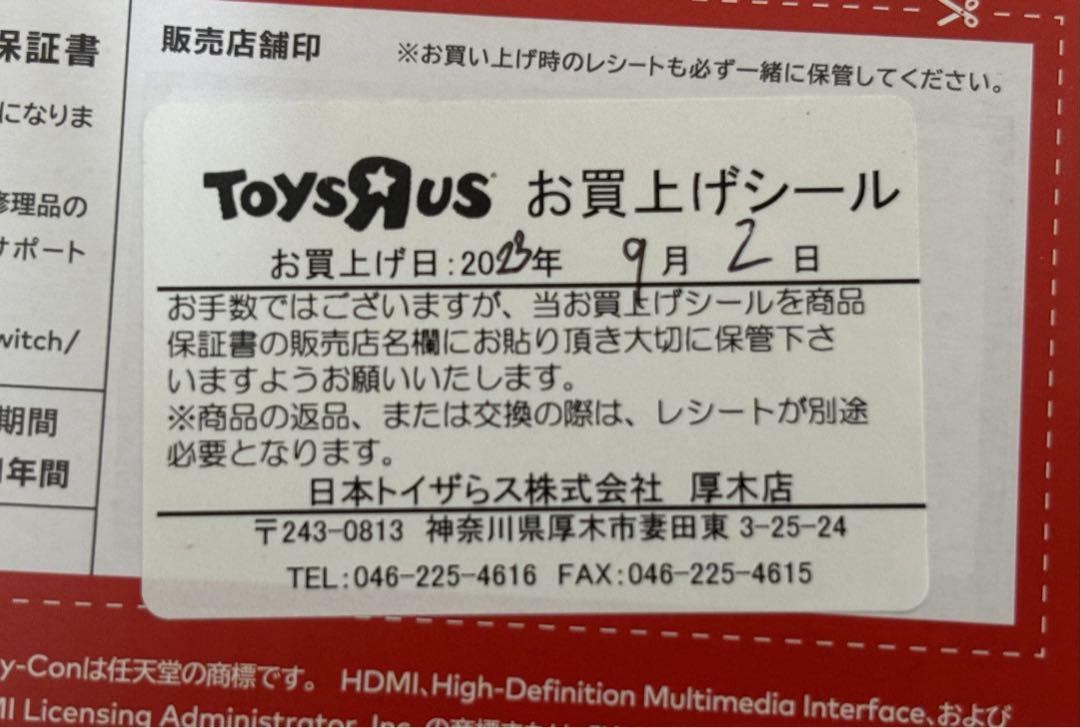 保証書
販売店舗印
※お買い上げ時のレシートも必ず一緒に保管してください。
になりま
修理品の
サポート
witch/
期間
1年間
ToysЯus お買上げシール
お買上げ日:2023年 9月 2日
お手数ではございますが、当お買上げシールを商品
保証書の販売店名欄にお貼り頂き大切に保管下さ
いますようお願いいたします。
※商品の返品、または交換の際は、レシートが別途
必要となります。
日本トイザらス株式会社 厚木店
〒243-0813 神奈川県厚木市妻田東 3-25-24
TEL:046-225-4616 FAX:046-225-4615
y-Conは任天堂の商標です。 HDMI、High-Definition Multimedia Interface、および
MI Licensing Administrator, Inc. の商標または